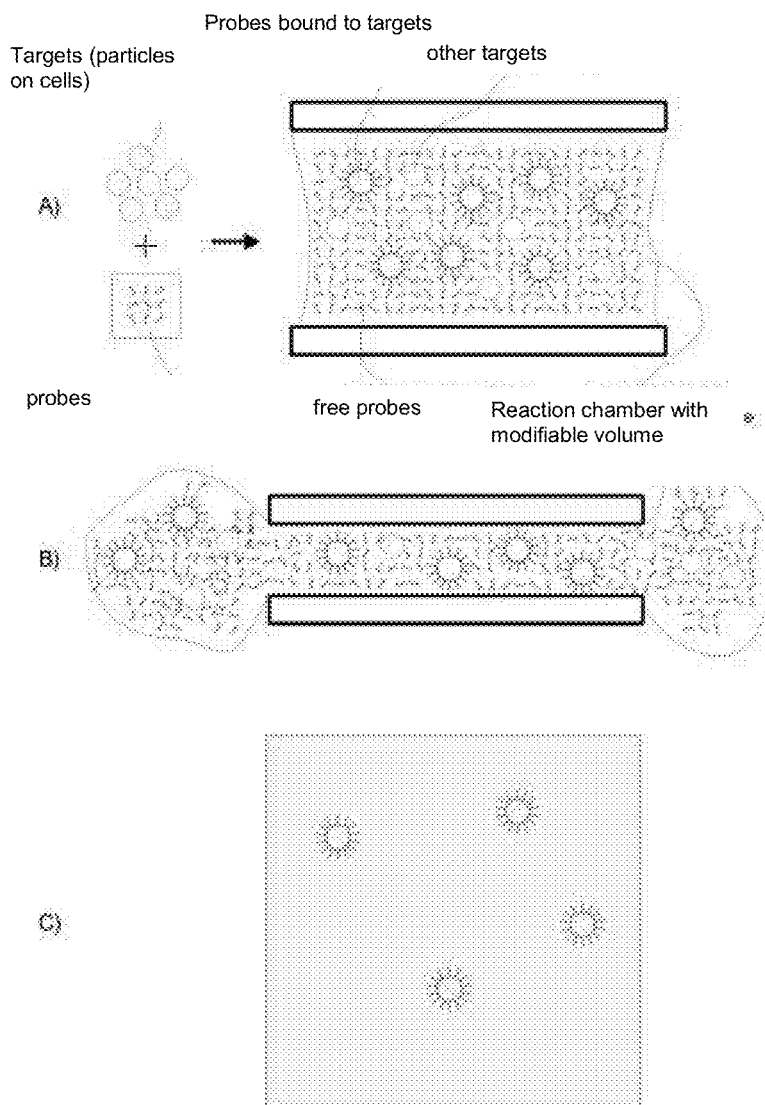 Probes bound to targets
Targets (particles
on cells)
other targets
A)
+
probes
free probes
Reaction chamber with
modifiable volume
B)
C)